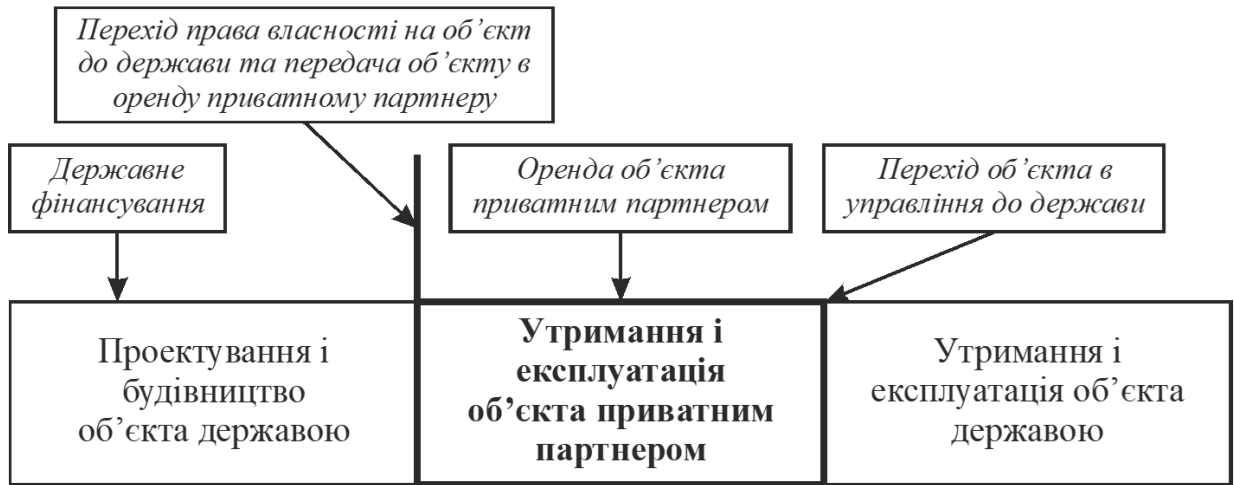 Перехід права власності на об’єкт
до держави та передача об’єкту в
оренду приватному партнеру
Державне
фінансування
Оренда об’єкта
приватним партнером
Перехід об’єкта в
управління до держави
Проектування і
будівництво
об’єкта державою
Утримання і
експлуатація
об’єкта приватним
партнером
Утримання і
експлуатація об’єкта
державою